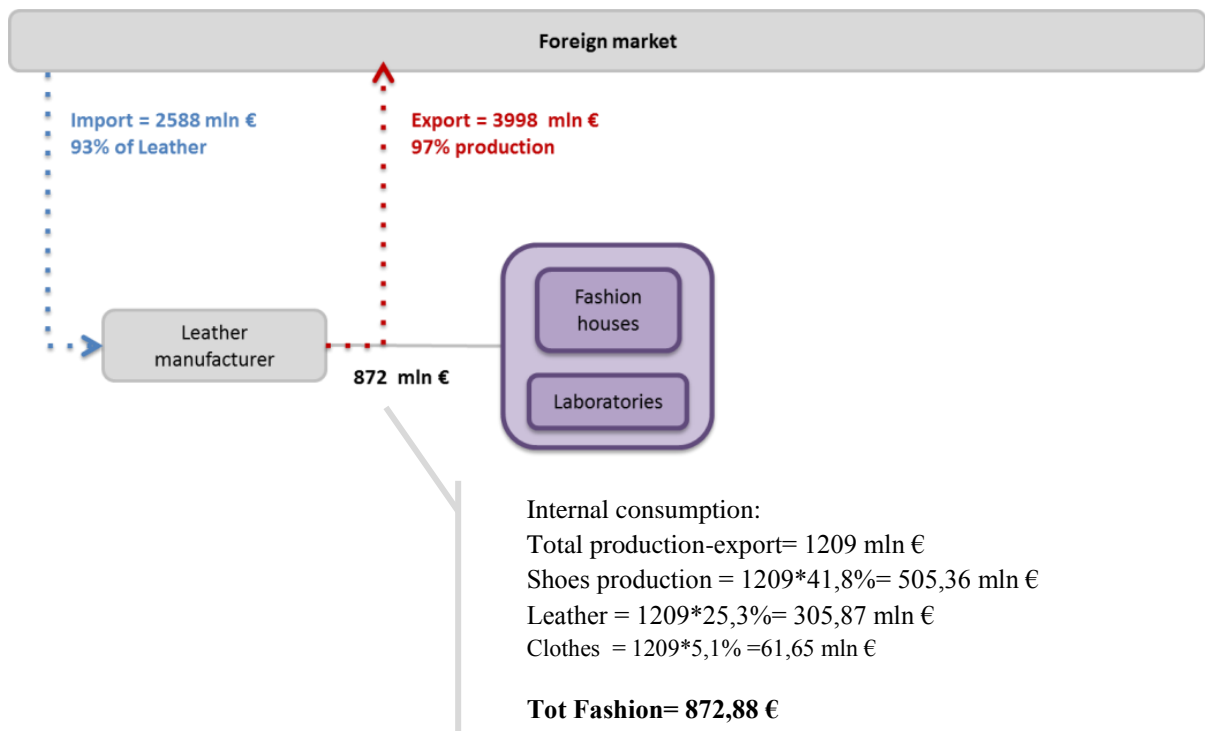 Foreign market
Import = 2588 mln €
93% of Leather
Export = 3998 mln €
97% production
Fashion
houses
Leather
manufacturer
872 mln €
Laboratories
Internal consumption:
Total production-export= 1209 mln €
Shoes production = 1209*41,8%= 505,36 mln €
Leather = 1209*25,3%= 305,87 mln €
Clothes = 1209*5,1% =61,65 mln €
Tot Fashion= 872,88 €